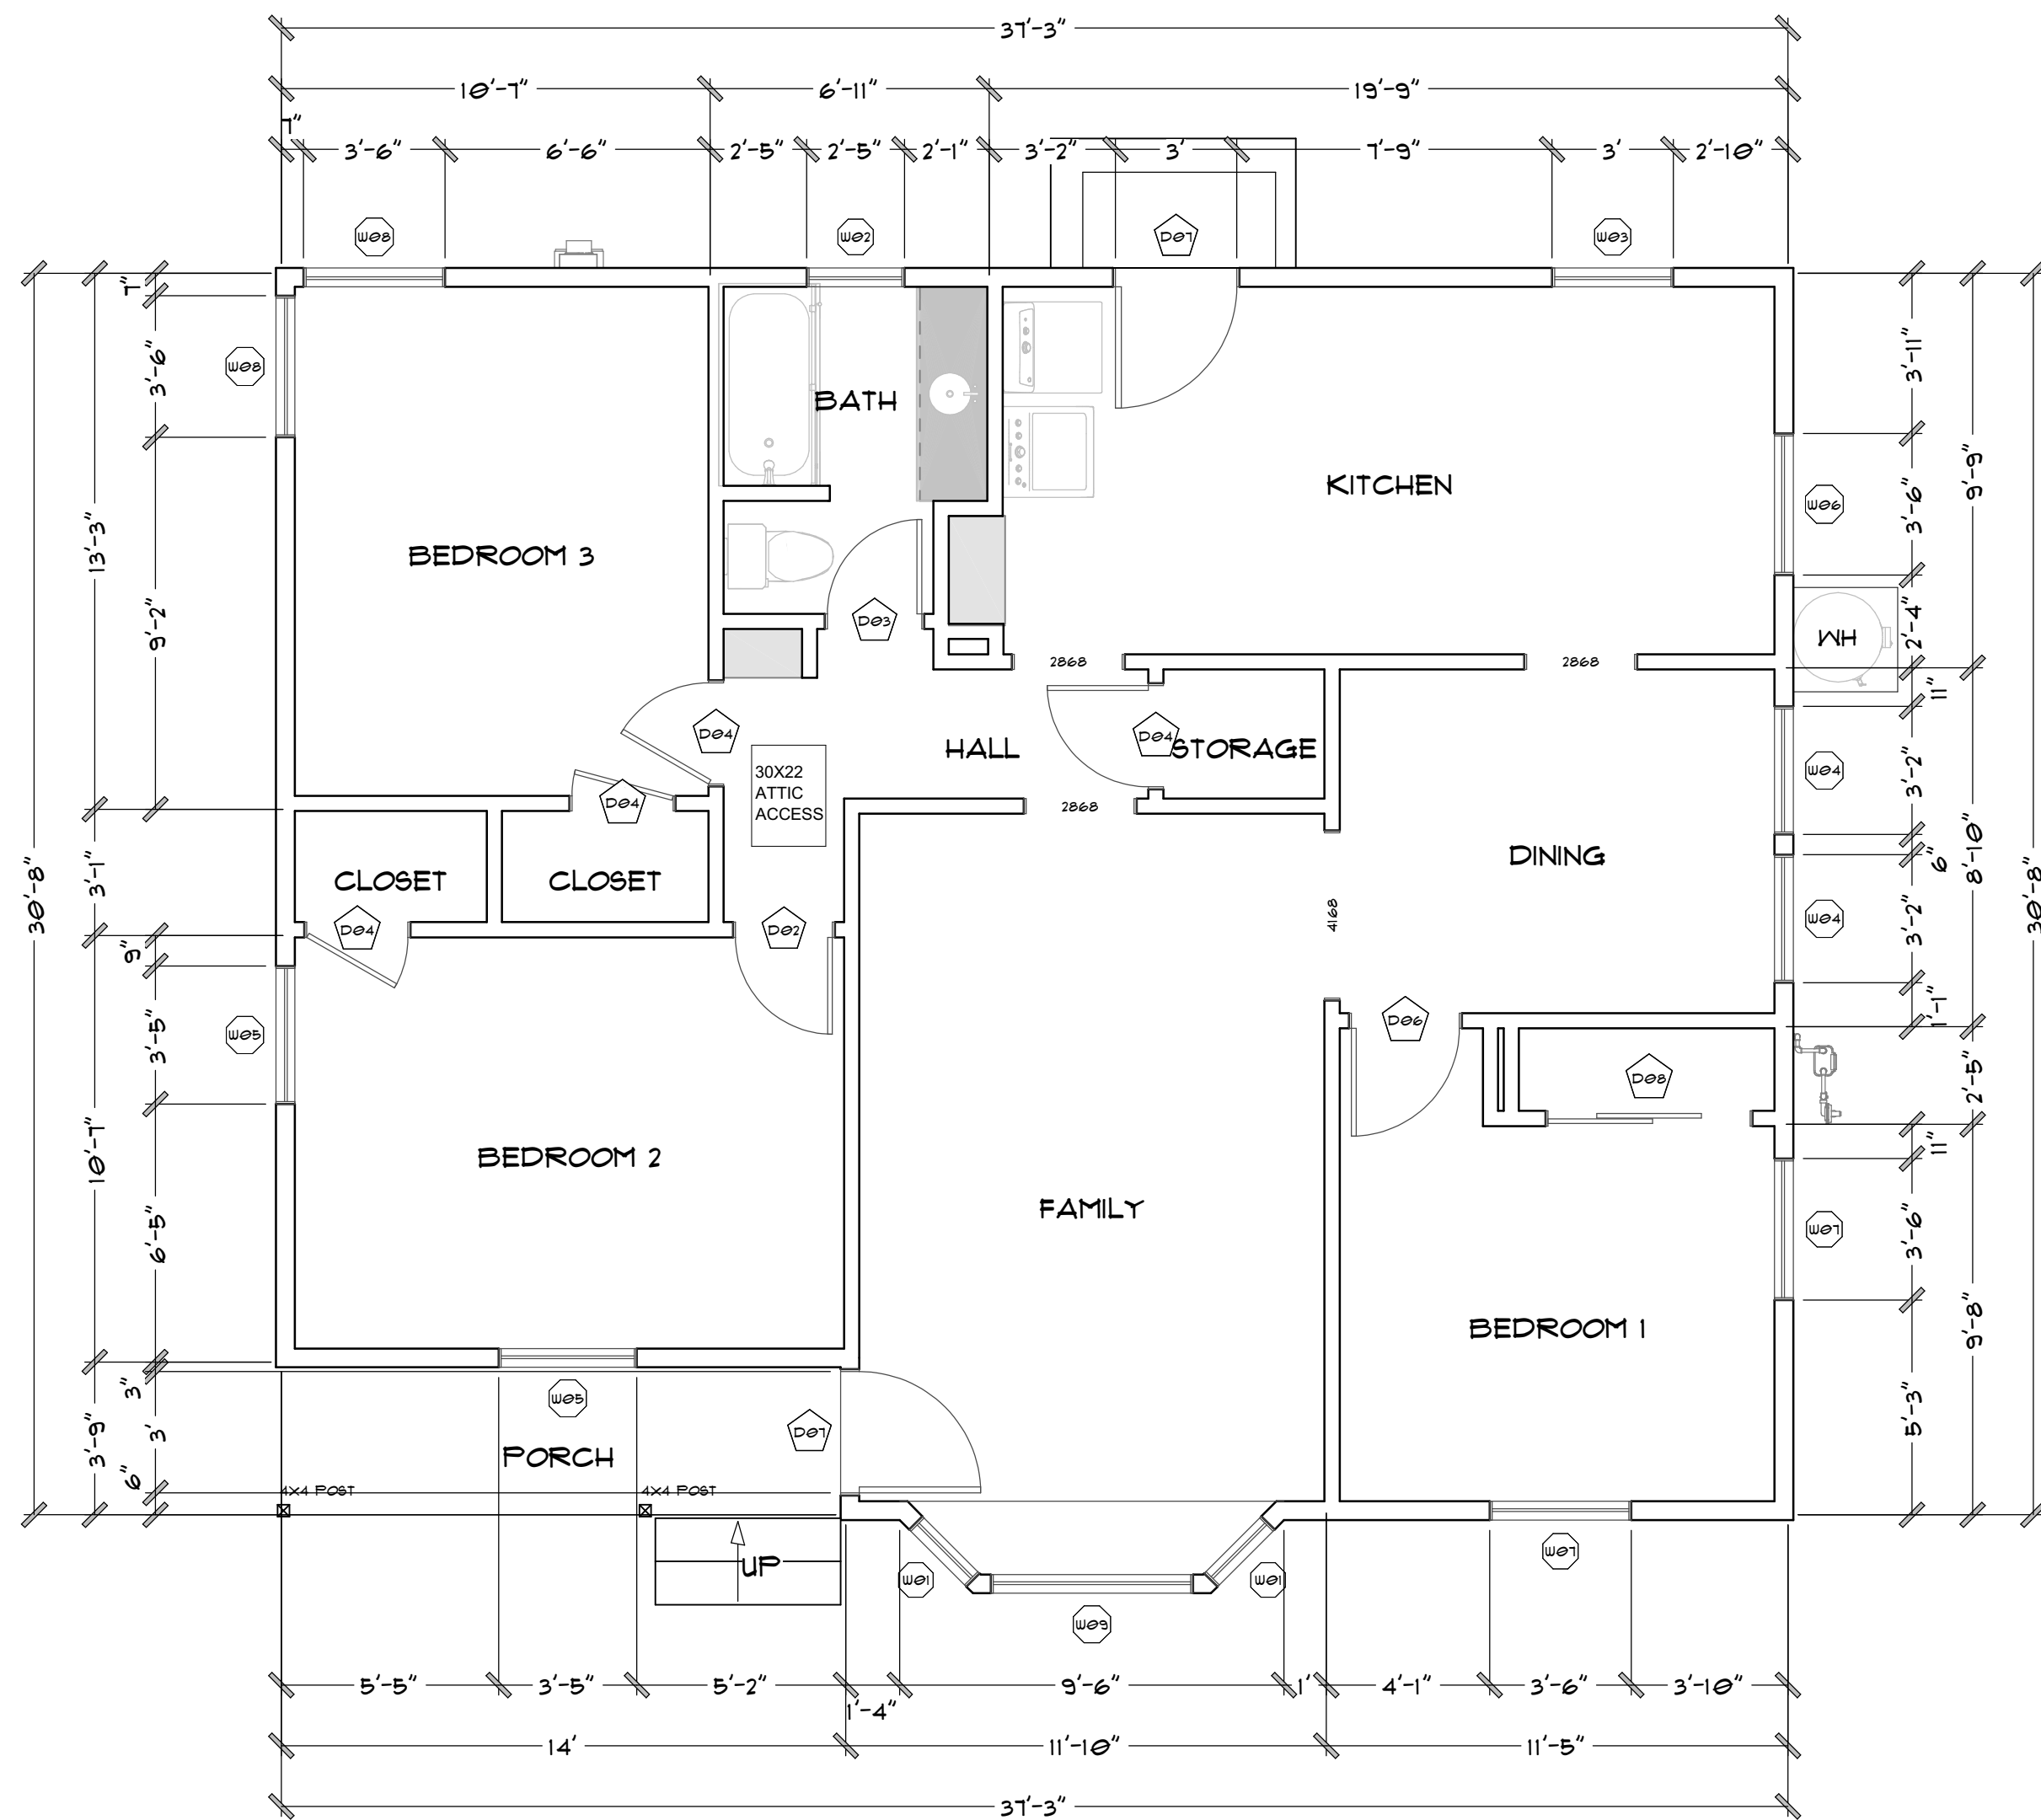 37'-3"
10'-7" 6'-11" 19'-9"
7"
3'-6" 6'-6" 2'-5" 2'-5" 2'-1" 3'-2" 3' 7'-9" 3' 2'-10"
W08 W02 D07 W03
7"
3'-6"
W08
9'-2"
13'-3"
3'-1"
30'-8"
9"
3'-5"
W05
10'-7"
6'-5"
3"
3'
3'-9"
6"
BATH
KITCHEN
BEDROOM 3
D03
2868 2868
D04
HALL
D04
STORAGE
30X22
ATTIC
ACCESS
D04
2868
DINING
CLOSET
CLOSET
4168
D04
D02
D06
D08
BEDROOM 2
FAMILY
BEDROOM 1
W05
D07
PORCH
4X4 POST 4X4 POST
UP
W01 W01
W07
W09
3'-11"
9'-9"
3'-6"
W06
2'-4"
HM
11"
W04
3'-2"
6"
8'-10"
W04
3'-2"
30'-8"
1'-1"
2'-5"
11"
W07
3'-6"
9'-8"
5'-3"
5'-5" 3'-5" 5'-2" 9'-6" 1' 4'-1" 3'-6" 3'-10"
1'-4"
14' 11'-10" 11'-5"
37'-3"